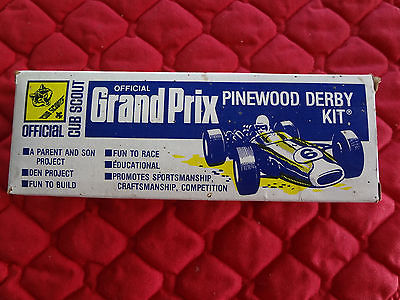 OFFICIAL
CUB SCOUT
OFFICIAL
Grand Prix
PINEWOOD DERBY
KIT®
■ A PARENT AND SON
PROJECT
■ DEN PROJECT
■ FUN TO BUILD
■ FUN TO RACE
■ EDUCATIONAL
■ PROMOTES SPORTSMANSHIP,
CRAFTSMANSHIP, COMPETITION
6